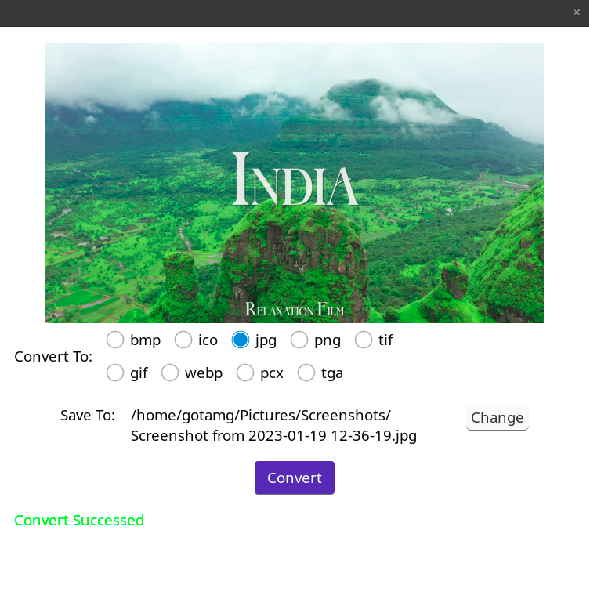 INDIA
RELAXATION FILM
Convert To:
bmp ico jpg png tif
gif webp pcx tga
Save To: /home/gotamg/Pictures/Screenshots/ Change
Screenshot from 2023-01-19 12-36-19.jpg
Convert
Convert Successed